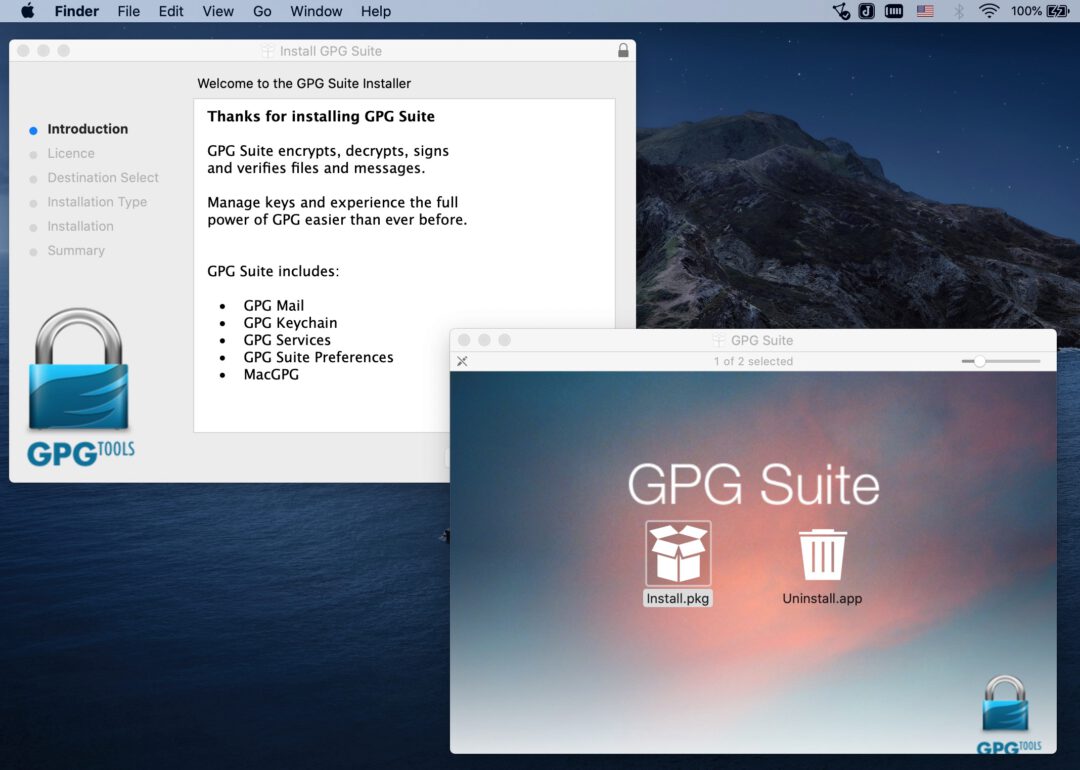 Finder File Edit View Go Window Help 100%
Install GPG Suite
Welcome to the GPG Suite Installer
Introduction
Licence
Destination Select
Installation Type
Installation
Summary
Thanks for installing GPG Suite
GPG Suite encrypts, decrypts, signs
and verifies files and messages.
Manage keys and experience the full
power of GPG easier than ever before.
GPG Suite includes:
• GPG Mail
• GPG Keychain
• GPG Services
• GPG Suite Preferences
• MacGPG
GPGTOOLS
GPG Suite
1 of 2 selected
GPG Suite
Install.pkg Uninstall.app
GPGTOOLS